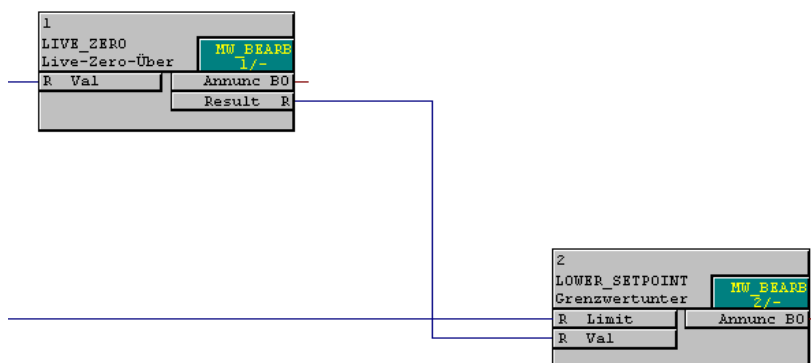 1
LIVE_ZERO
MW_BEARB
Live-Zero-Über
1/-
R Val
Annunc BO
Result R
2
LOWER_SETPOINT
MW_BEARB
Grenzwertunter
2/-
R Limit
Annunc BO
R Val